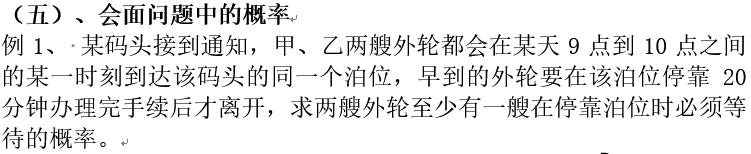 （五）、会面问题中的概率
例 1、 某码头接到通知，甲、乙两艘外轮都会在某天 9 点到 10 点之间
的某一时刻到达该码头的同一个泊位，早到的外轮要在该泊位停靠 20
分钟办理完手续后才离开，求两艘外轮至少有一艘在停靠泊位时必须等
待的概率。